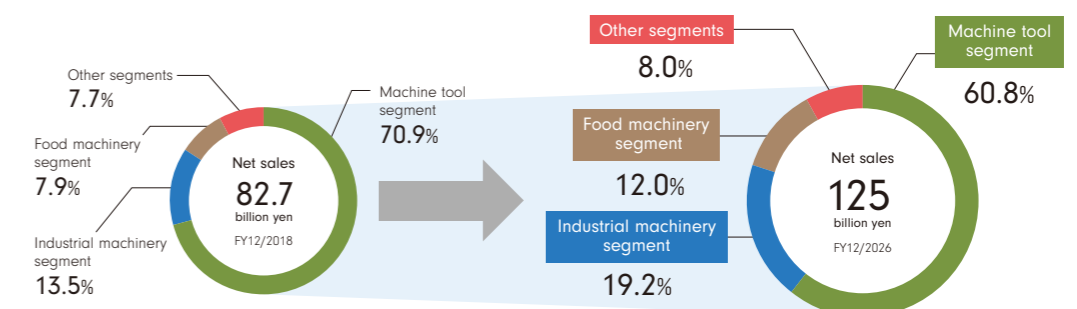 Other segments
7.7%
Food machinery
segment
7.9%
Industrial machinery
segment
13.5%
Machine tool
segment
70.9%
Net sales
82.7
billion yen
FY12/2018
Other segments
8.0%
Food machinery
segment
12.0%
Industrial machinery
segment
19.2%
Machine tool
segment
60.8%
Net sales
125
billion yen
FY12/2026